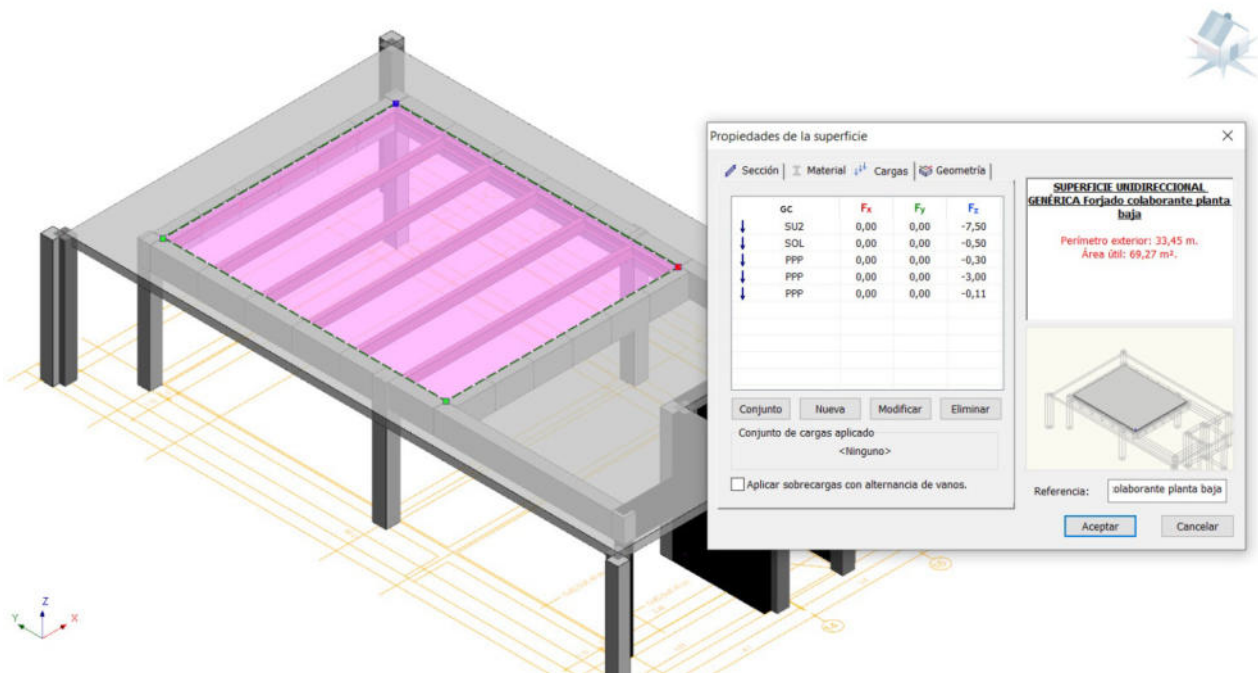 Propiedades de la superficie
Sección
Material
Cargas
Geometría
GC Fx Fy Fz
SU2 0,00 0,00 -7,50
SOL 0,00 0,00 -0,50
PPP 0,00 0,00 -0,30
PPP 0,00 0,00 -3,00
PPP 0,00 0,00 -0,11
Conjunto
Nueva
Modificar
Eliminar
Conjunto de cargas aplicado
<Ninguno>
Aplicar sobrecargas con alternancia de vanos.
SUPERFICIE UNIDIRECCIONAL
GENÉRICA Forjado colaborante planta
baja
Perímetro exterior: 33,45 m.
Área útil: 69,27 m².
Referencia:
olaborante planta baja
Aceptar
Cancelar
Z
Y
X